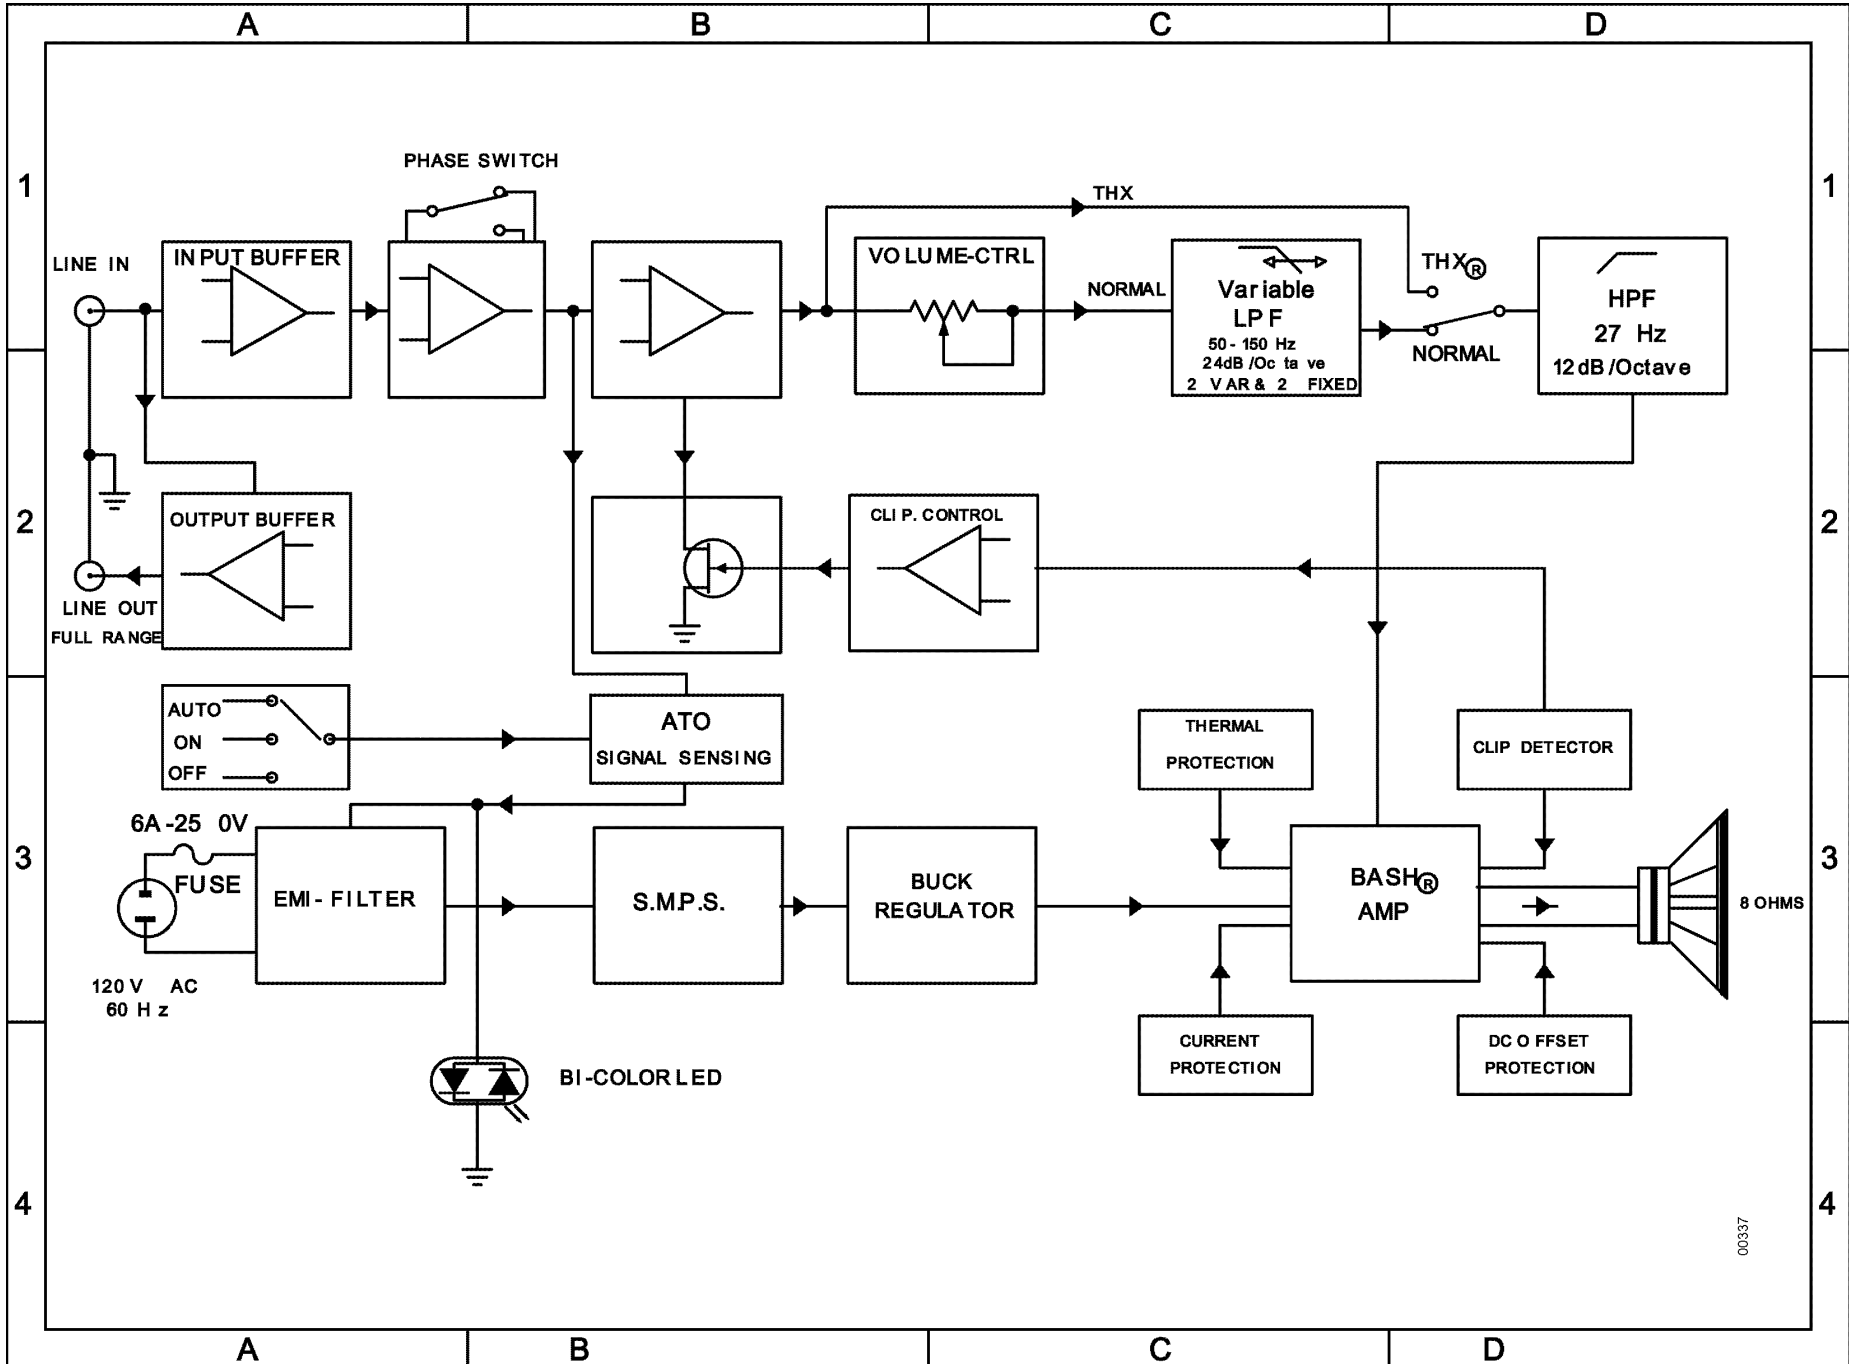 A B C D
1 1
PHASE SWITCH
THX
LINE IN
INPUT BUFFER
VOLUME-CTRL
NORMAL
Variable
LPF
50-150 Hz
24dB/Octave
2 VAR & 2 FIXED
THX®
NORMAL
HPF
27 Hz
12dB/Octave
2 2
OUTPUT BUFFER
CLIP. CONTROL
LINE OUT
FULL RANGE
AUTO
ON
OFF
ATO
SIGNAL SENSING
THERMAL
PROTECTION
CLIP DETECTOR
3 3
6A-250V
FUSE
EMI-FILTER
S.M.P.S.
BUCK
REGULATOR
BASH®
AMP
8 OHMS
120V AC
60 Hz
CURRENT
PROTECTION
DC OFFSET
PROTECTION
BI-COLOR LED
4 4
00337
A B C D